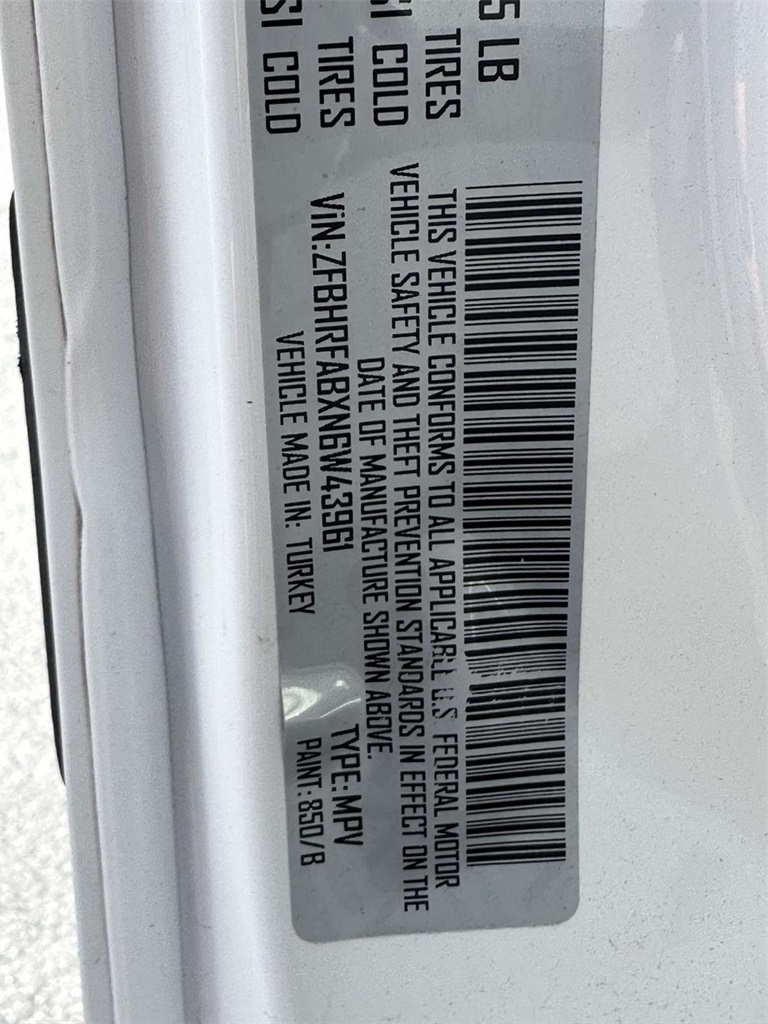 5 LB
TIRES
SI COLD
TIRES
SI COLD
THIS VEHICLE CONFORMS TO ALL APPLICABLE U.S. FEDERAL MOTOR
VEHICLE SAFETY AND THEFT PREVENTION STANDARDS IN EFFECT ON THE
DATE OF MANUFACTURE SHOWN ABOVE.
VIN:ZFBHRFABXN6W43961 TYPE:MPV
VEHICLE MADE IN: TURKEY PAINT: 850/B